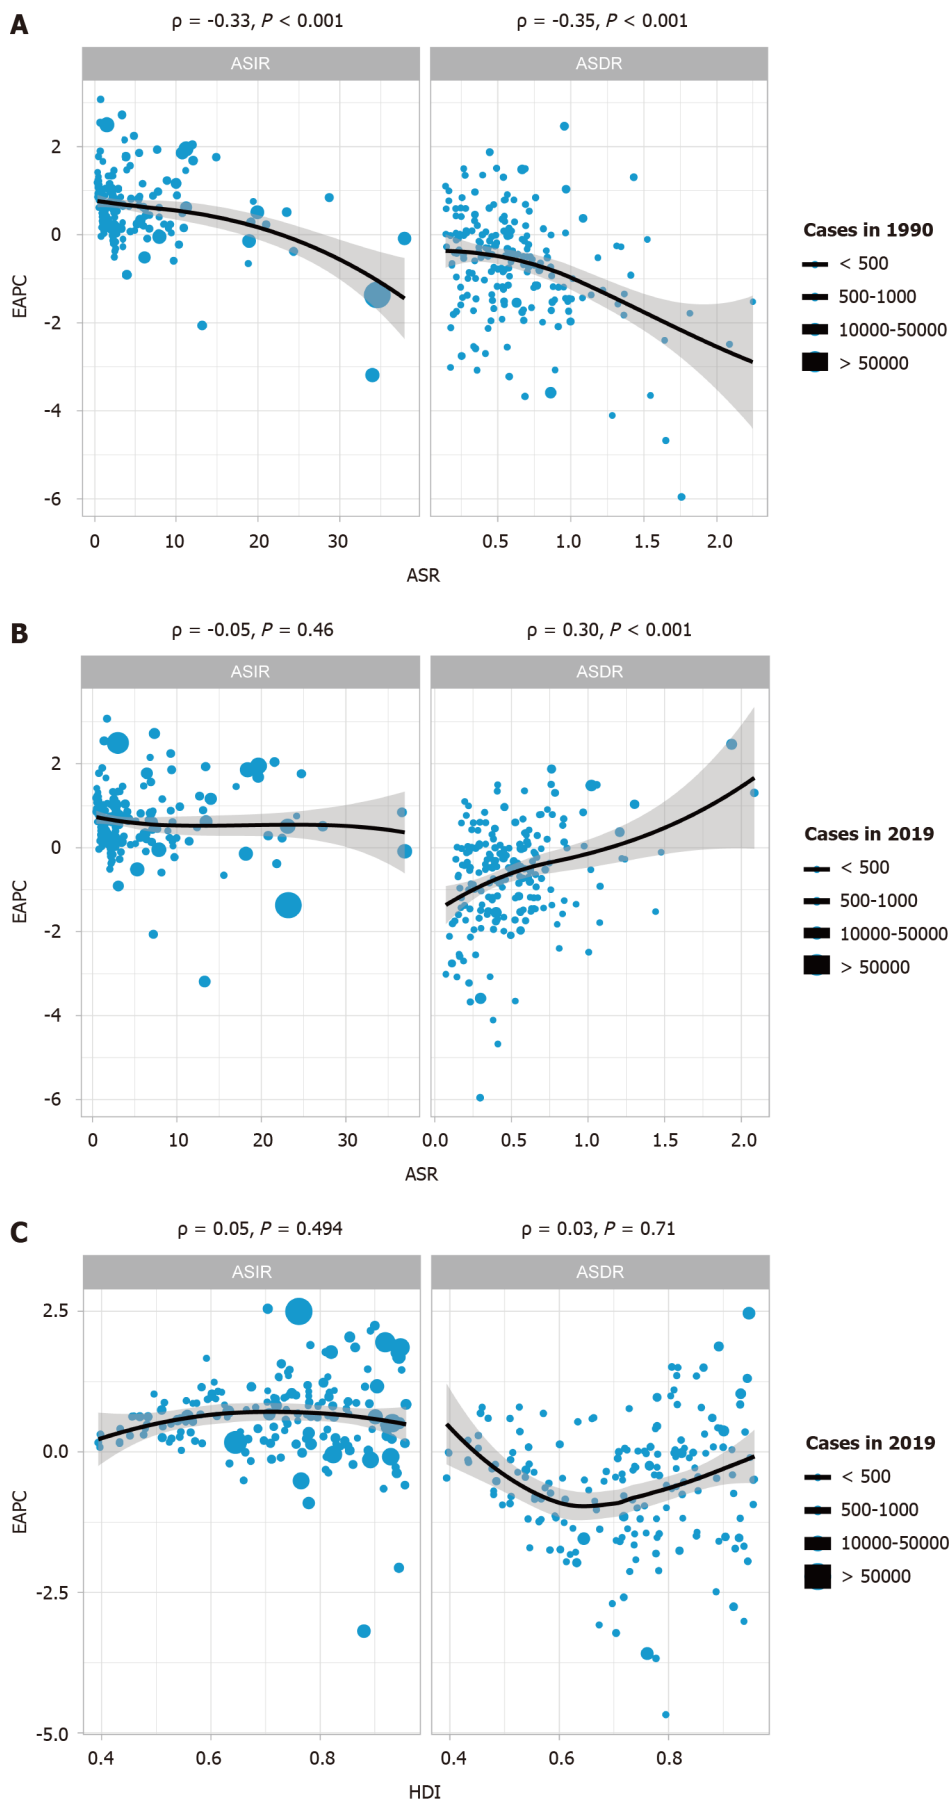 A
ρ = -0.33, P < 0.001
ρ = -0.35, P < 0.001
ASIR
ASDR
EAPC
2
0
-2
-4
-6
0 10 20 30
0.5 1.0 1.5 2.0
ASR
Cases in 1990
< 500
500-1000
10000-50000
> 50000
B
ρ = -0.05, P = 0.46
ρ = 0.30, P < 0.001
ASIR
ASDR
EAPC
2
0
-2
-4
-6
0 10 20 30
0.0 0.5 1.0 1.5 2.0
ASR
Cases in 2019
< 500
500-1000
10000-50000
> 50000
C
ρ = 0.05, P = 0.494
ρ = 0.03, P = 0.71
ASIR
ASDR
EAPC
2.5
0.0
-2.5
-5.0
0.4 0.6 0.8
0.4 0.6 0.8
HDI
Cases in 2019
< 500
500-1000
10000-50000
> 50000